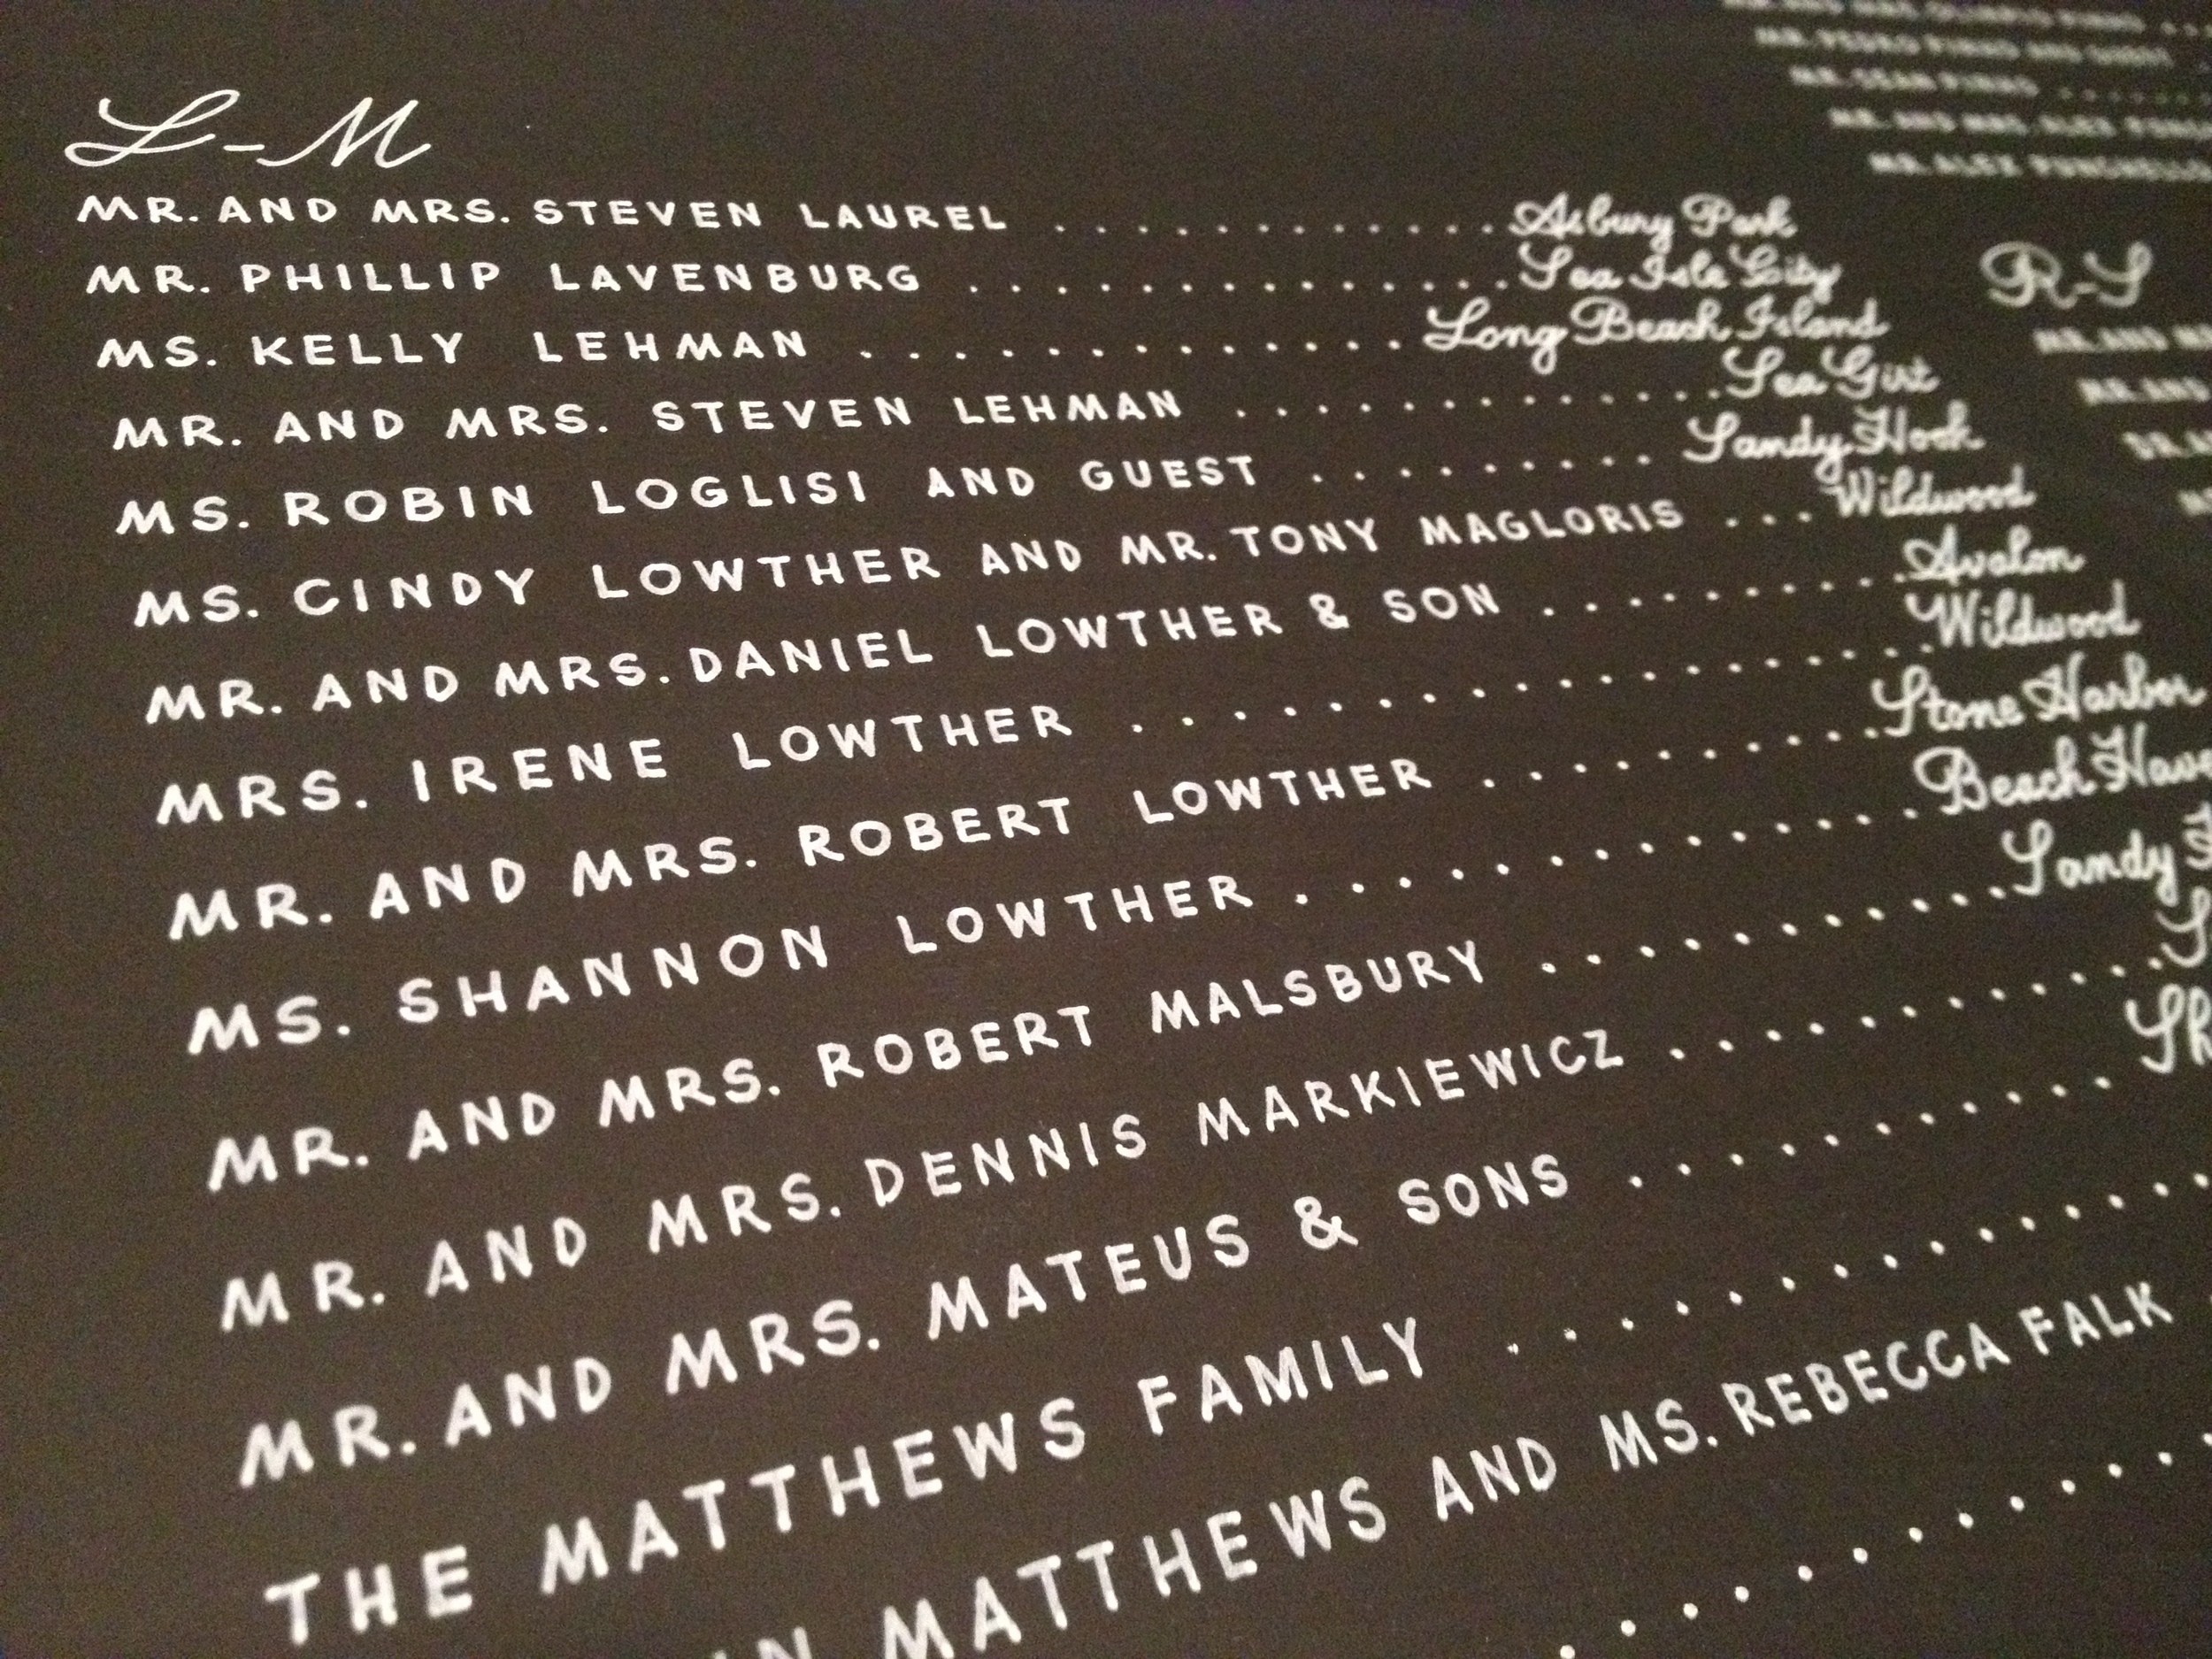 L-M
MR. AND MRS. STEVEN LAUREL ............. Asbury Park
MR. PHILLIP LAVENBURG ............... Sea Isle City
MS. KELLY LEHMAN .............. Long Beach Island
MR. AND MRS. STEVEN LEHMAN .............. Sea Girt
MS. ROBIN LOGLISI AND GUEST .......... Sandy Hook
MS. CINDY LOWTHER AND MR. TONY MAGLORIS ... Wildwood
MR. AND MRS. DANIEL LOWTHER & SON .......... Avalon
MRS. IRENE LOWTHER .................. Wildwood
MR. AND MRS. ROBERT LOWTHER .......... Stone Harbor
MS. SHANNON LOWTHER .............. Beach
MR. AND MRS. ROBERT MALSBURY .......... Sandy
MR. AND MRS. DENNIS MARKIEWICZ ..........
MR. AND MRS. MATEUS & SONS ..........
THE MATTHEWS FAMILY .............
MATTHEWS AND MS. REBECCA FALK
R-S